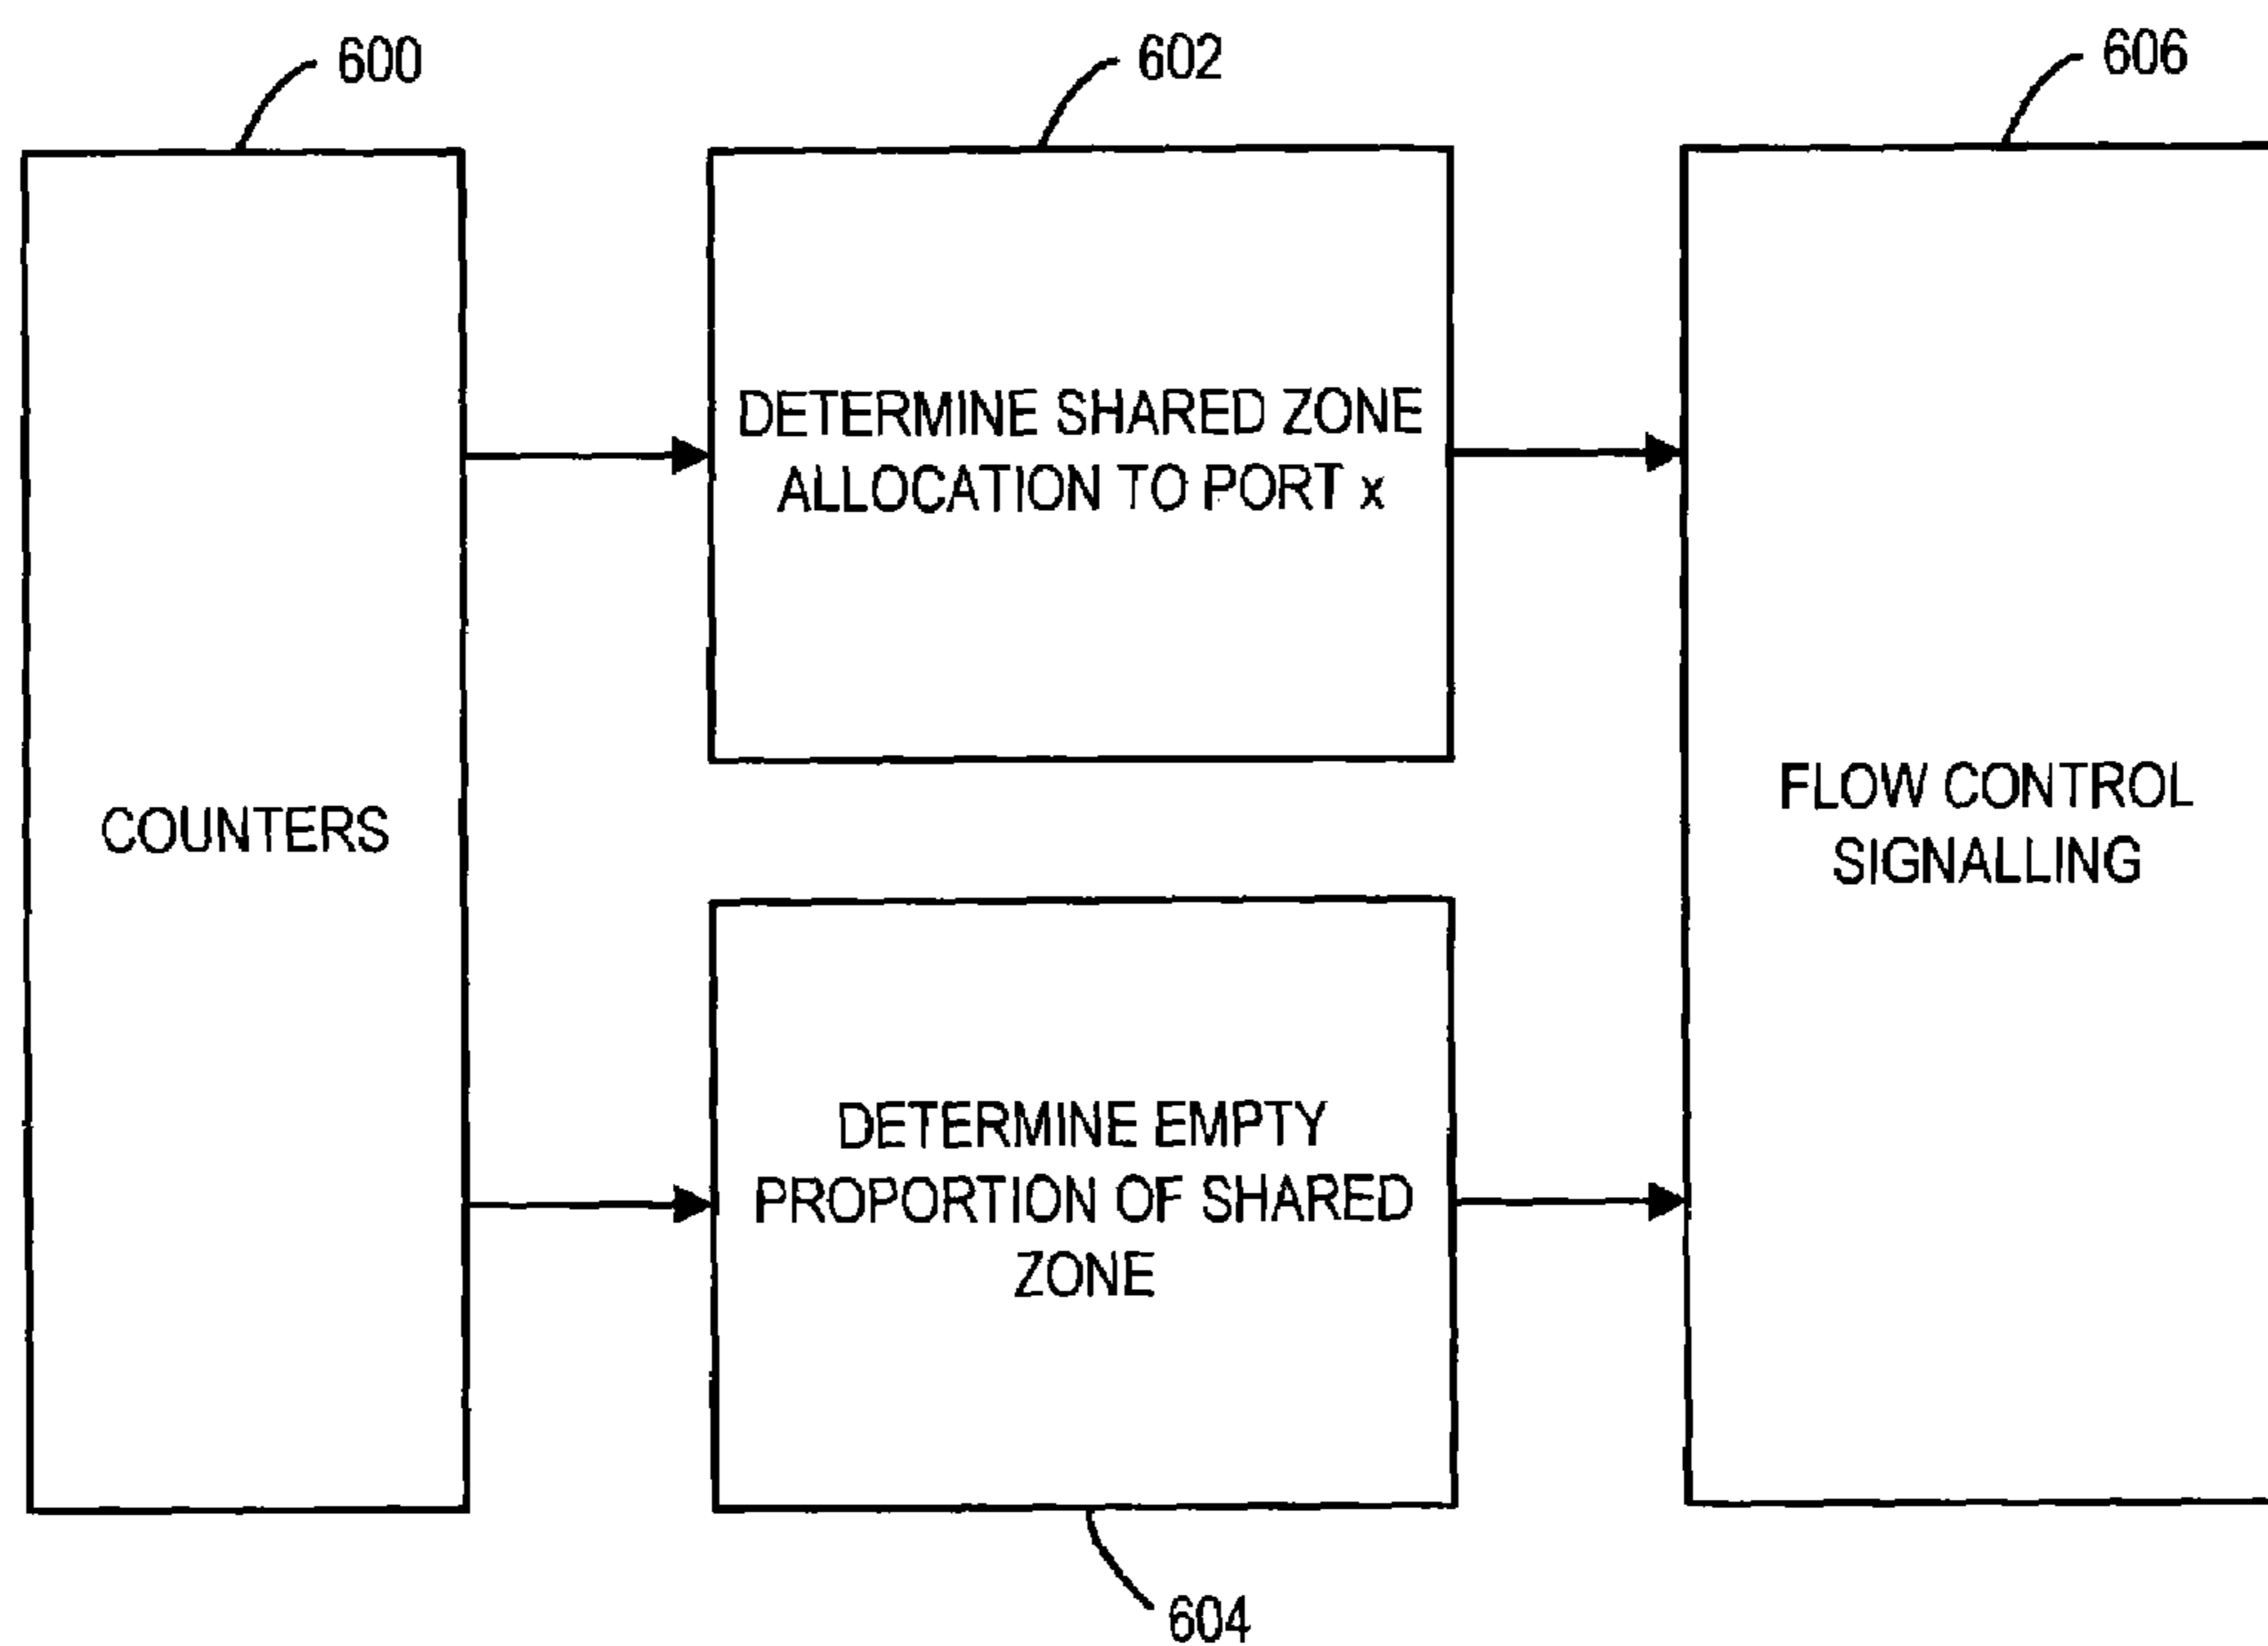 600
602
606
COUNTERS
DETERMINE SHARED ZONE
ALLOCATION TO PORT x
DETERMINE EMPTY
PROPORTION OF SHARED
ZONE
FLOW CONTROL
SIGNALLING
604